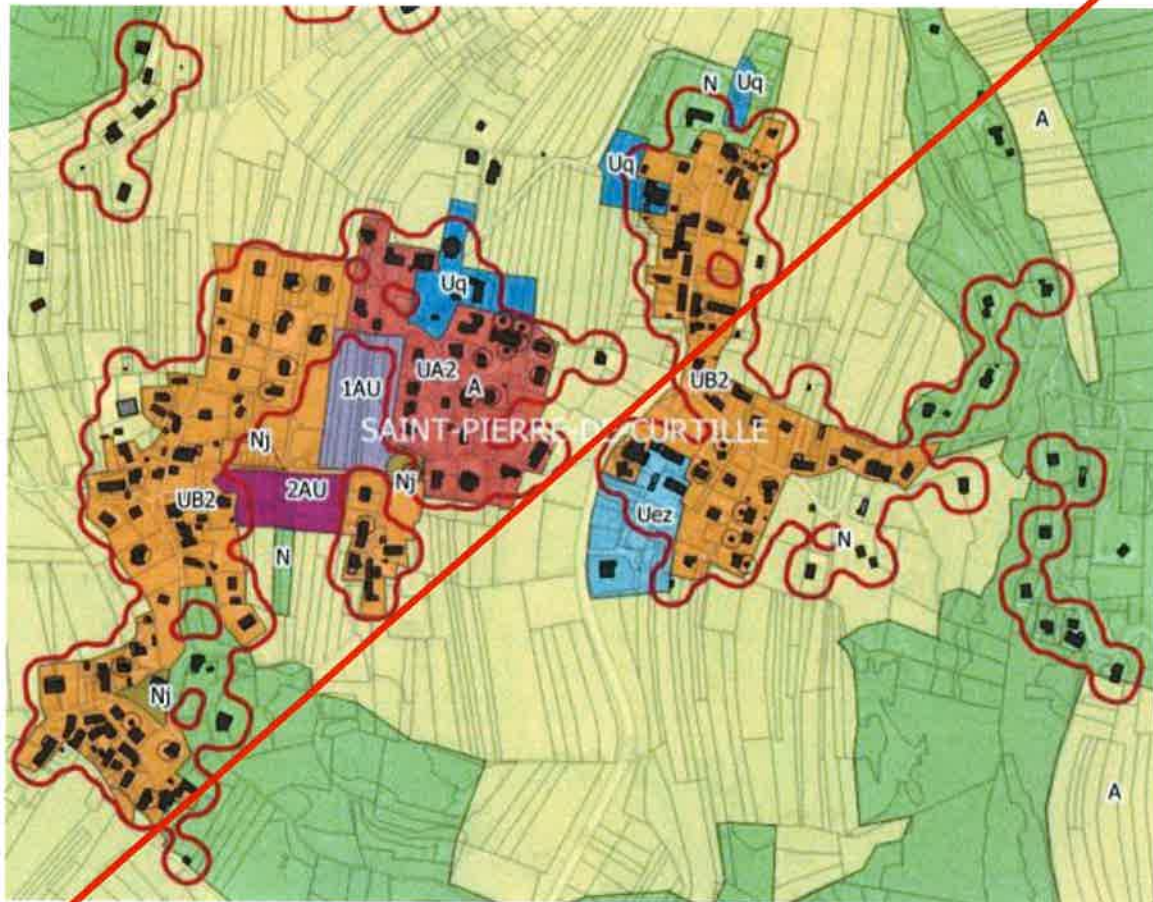 N
Uq
A
Uq
Uq
UA2
A
1AU
UB2
SAINT-PIERRE-DE-CURTILLE
Nj
Nj
2AU
UB2
Uez
N
N
Nj
A